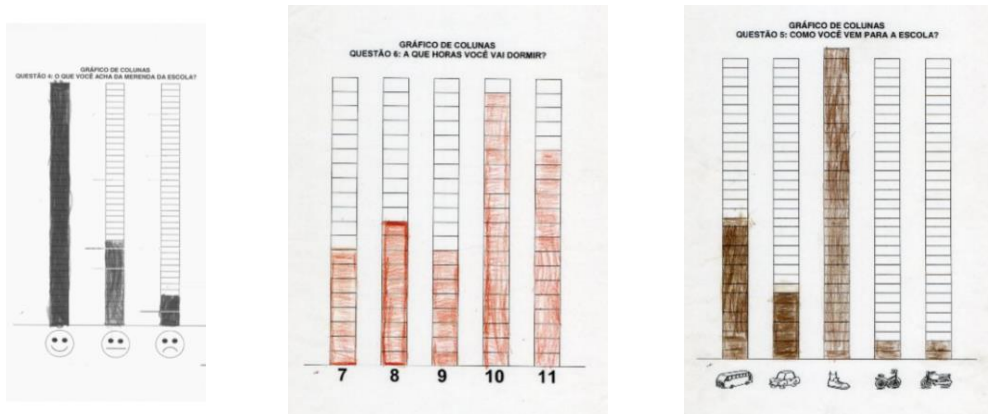 GRÁFICO DE COLUNAS
QUESTÃO 4: O QUE VOCÊ ACHA DA MERENDA DA ESCOLA?
GRÁFICO DE COLUNAS
QUESTÃO 6: A QUE HORAS VOCÊ VAI DORMIR?
7 8 9 10 11
GRÁFICO DE COLUNAS
QUESTÃO 5: COMO VOCÊ VEM PARA A ESCOLA?